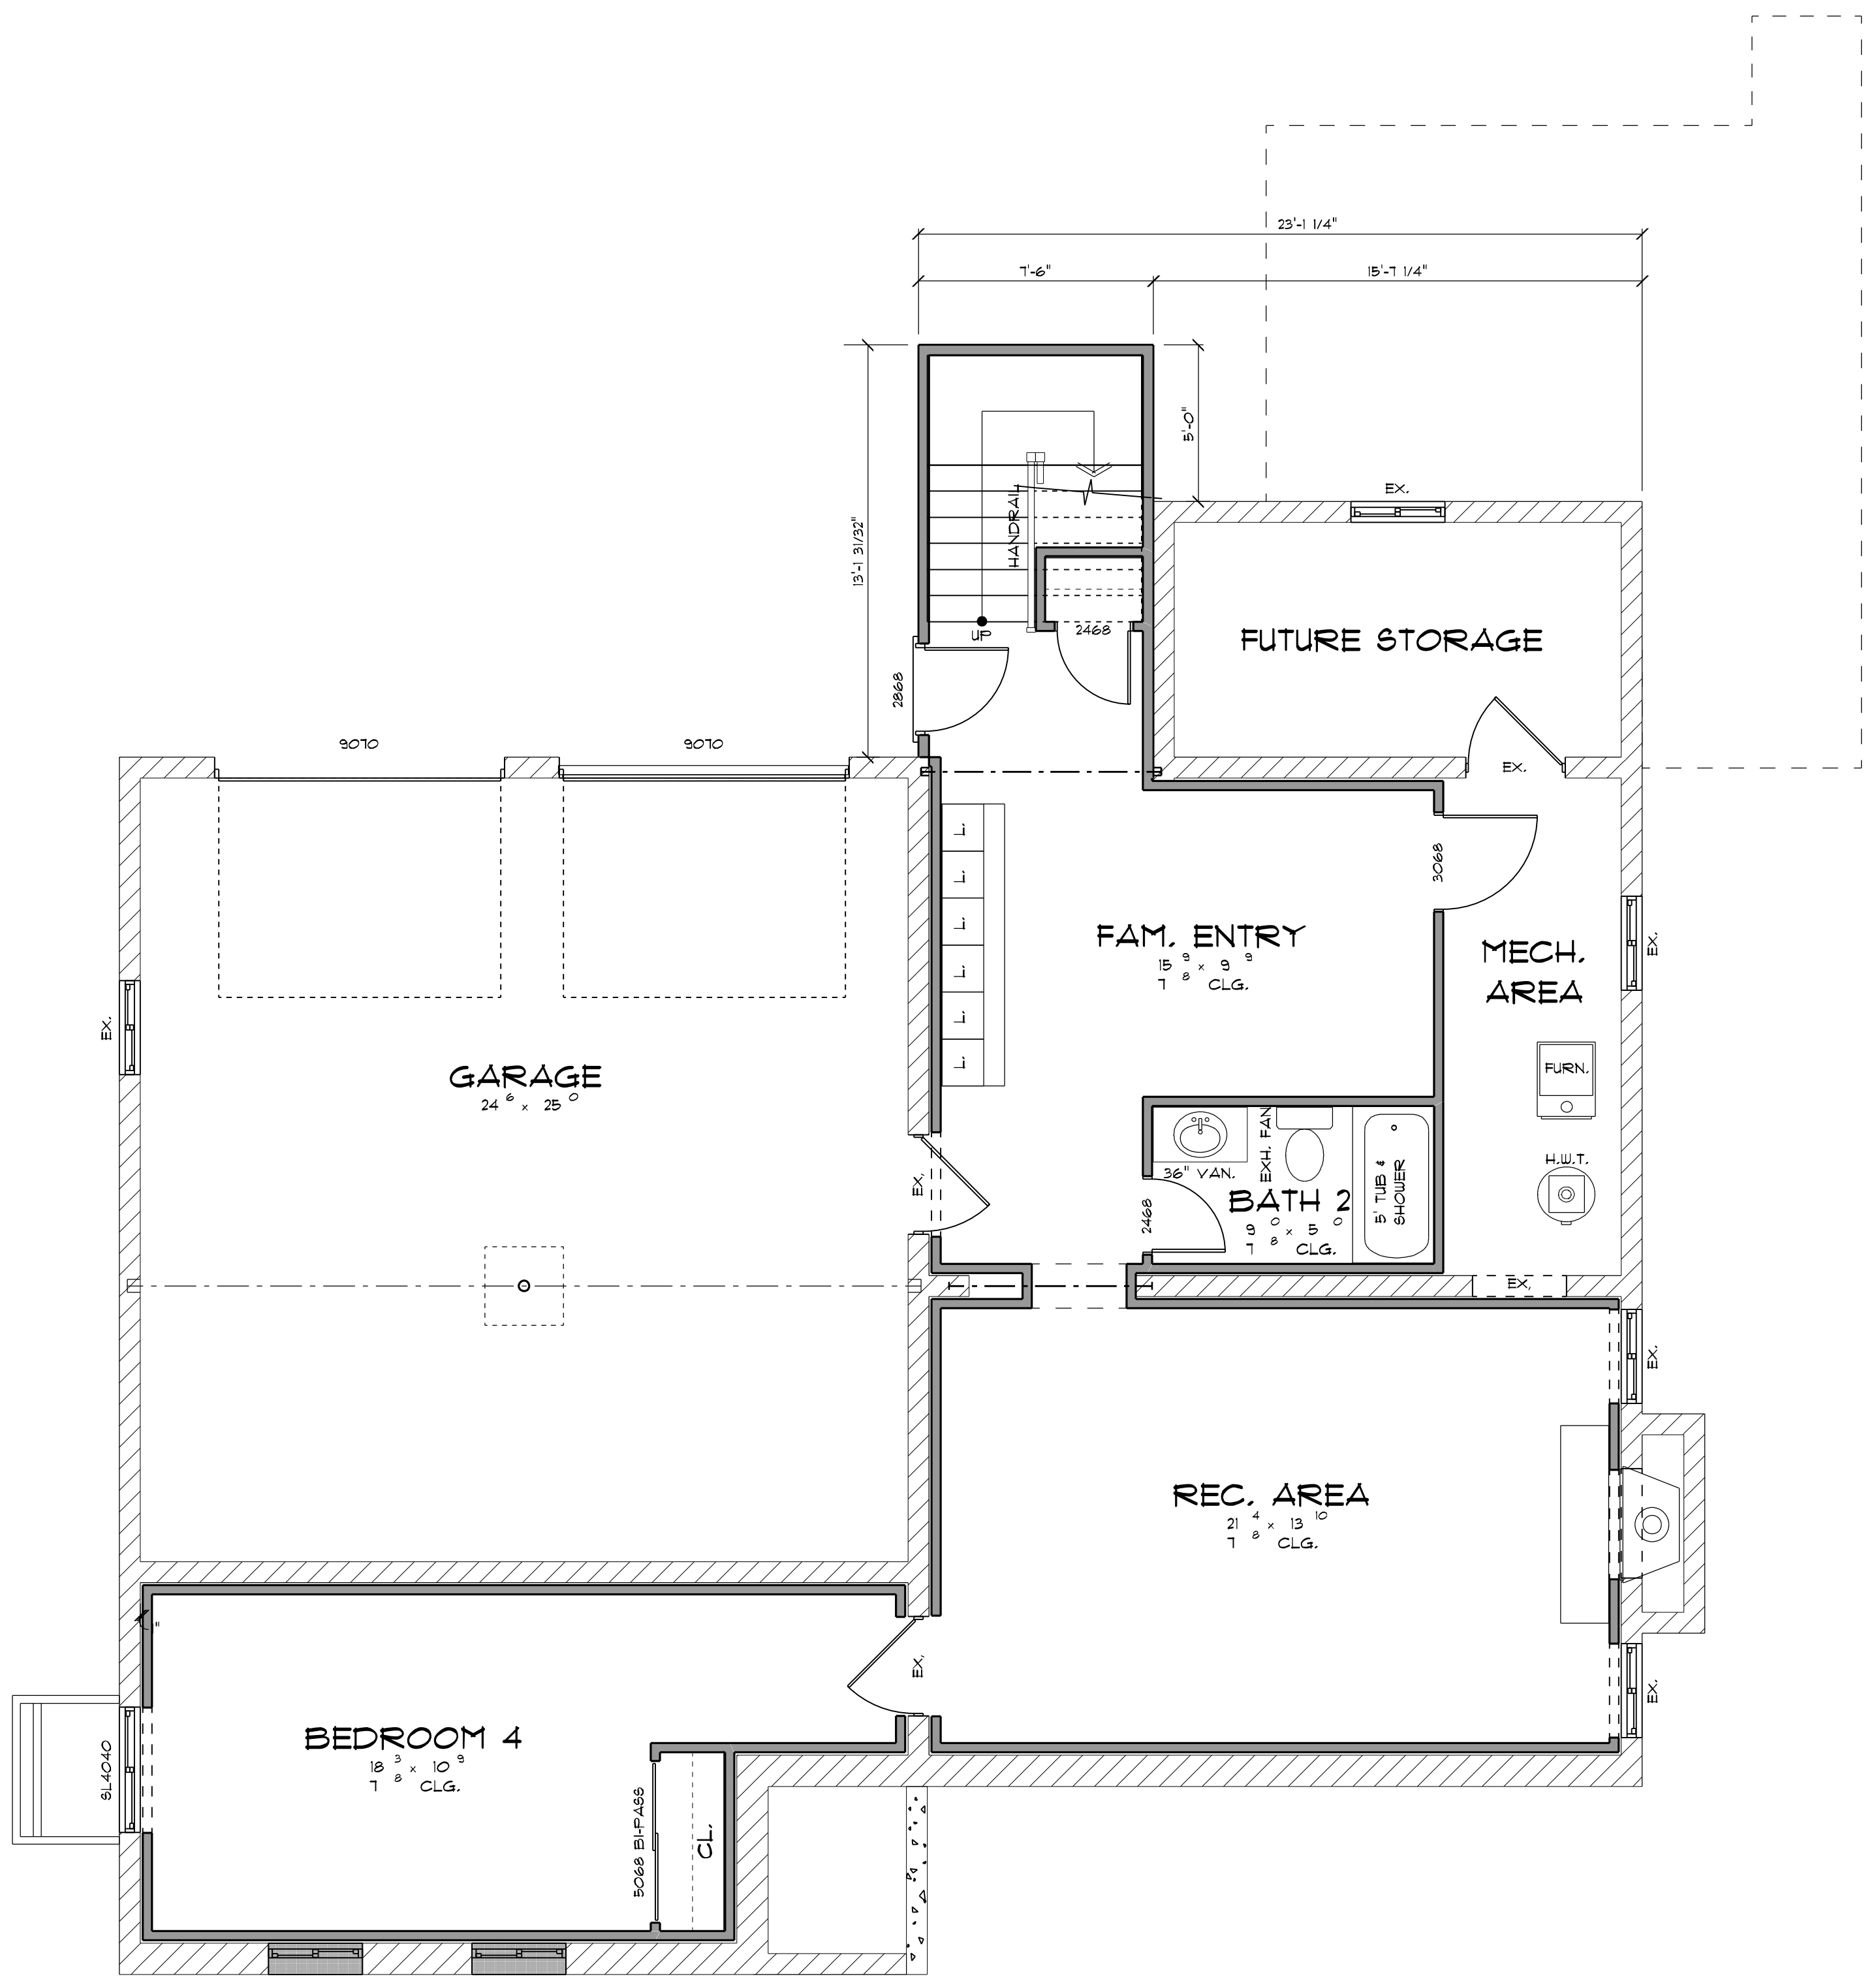 23'-1 1/4"
7'-6"
15'-7 1/4"
5'-0"
13'-1 31/32"
HANDRAIL
UP
2468
2868
EX.
FUTURE STORAGE
EX.
9070
9070
3068
FAM. ENTRY
15 9 x 9 9
7 8 CLG.
MECH.
AREA
EX.
EX.
GARAGE
24 6 x 25 0
FURN.
H.W.T.
36" VAN.
EXH. FAN
5' TUB &
SHOWER
BATH 2
9 0 x 5 0
7 8 CLG.
2468
EX.
EX.
EX.
REC. AREA
21 4 x 13 10
7 8 CLG.
EX.
EX.
BEDROOM 4
18 3 x 10 9
7 8 CLG.
SL4040
5068 BI-PASS
CL.